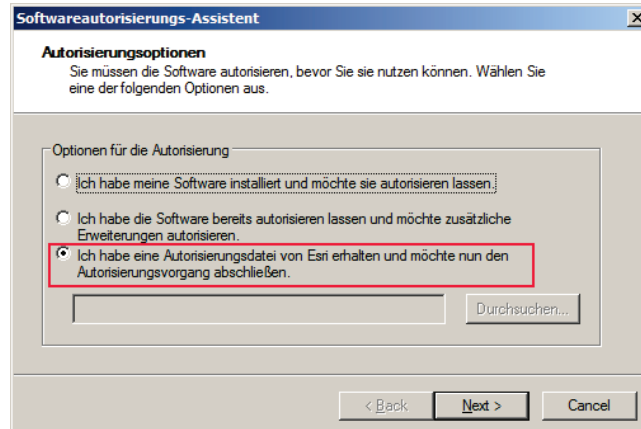 Softwareautorisierungs-Assistent
Autorisierungsoptionen
Sie müssen die Software autorisieren, bevor Sie sie nutzen können. Wählen Sie
eine der folgenden Optionen aus.
Optionen für die Autorisierung
Ich habe meine Software installiert und möchte sie autorisieren lassen.
Ich habe die Software bereits autorisieren lassen und möchte zusätzliche
Erweiterungen autorisieren.
Ich habe eine Autorisierungsdatei von Esri erhalten und möchte nun den
Autorisierungsvorgang abschließen.
Durchsuchen...
< Back Next > Cancel